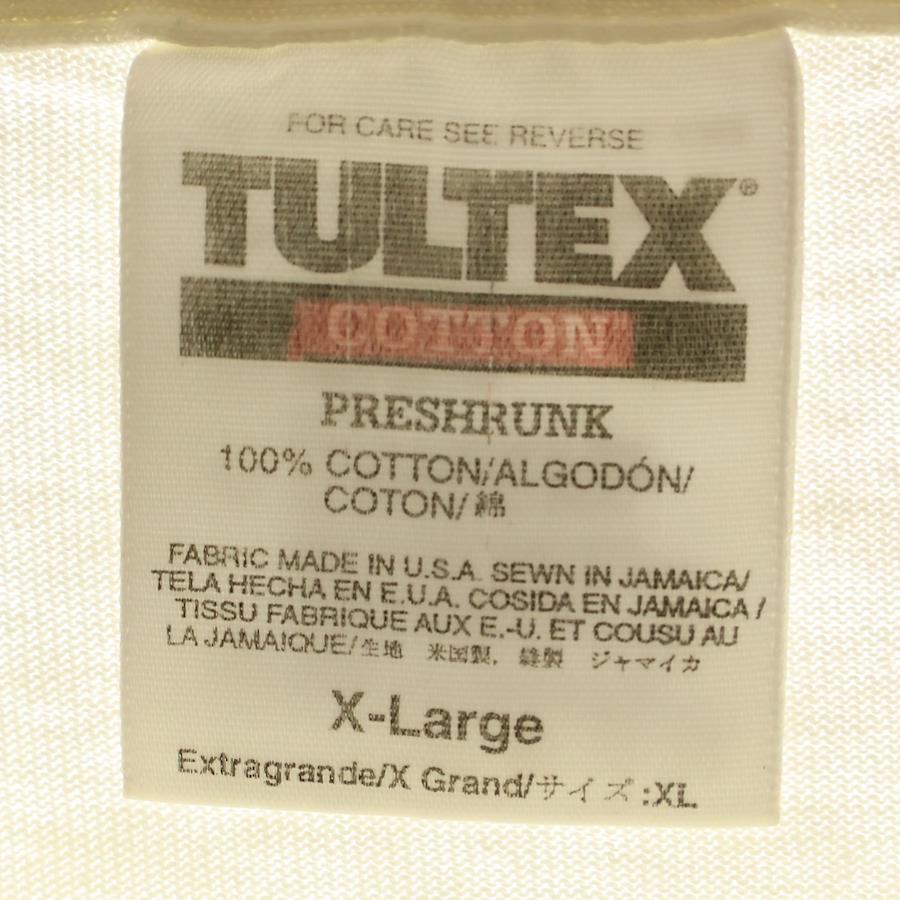 FOR CARE SEE REVERSE
TULTEX®
COTTON
PRESHRUNK
100% COTTON/ALGODÓN/
COTON/綿
FABRIC MADE IN U.S.A. SEWN IN JAMAICA/
TELA HECHA EN E.U.A. COSIDA EN JAMAICA /
TISSU FABRIQUE AUX E.-U. ET COUSU AU
LA JAMAIQUE/生地 米国製, 縫製 ジャマイカ
X-Large
Extragrande/X Grand/サイズ:XL